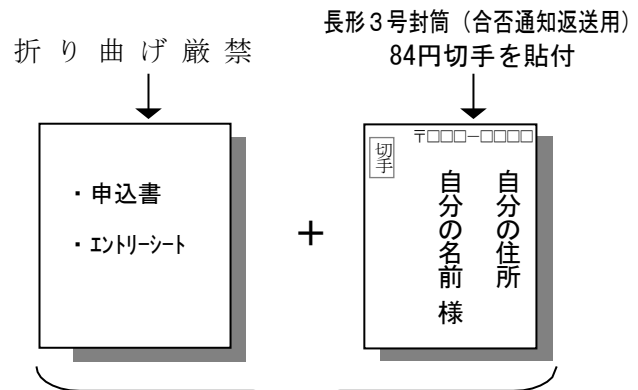 長形３号封筒（合否通知返送用）
折り曲げ厳禁
84円切手を貼付
・申込書
・ｴﾝﾄﾘｰｼｰﾄ
＋
〒□□□－□□□□
切手
自分の住所
自分の名前 様